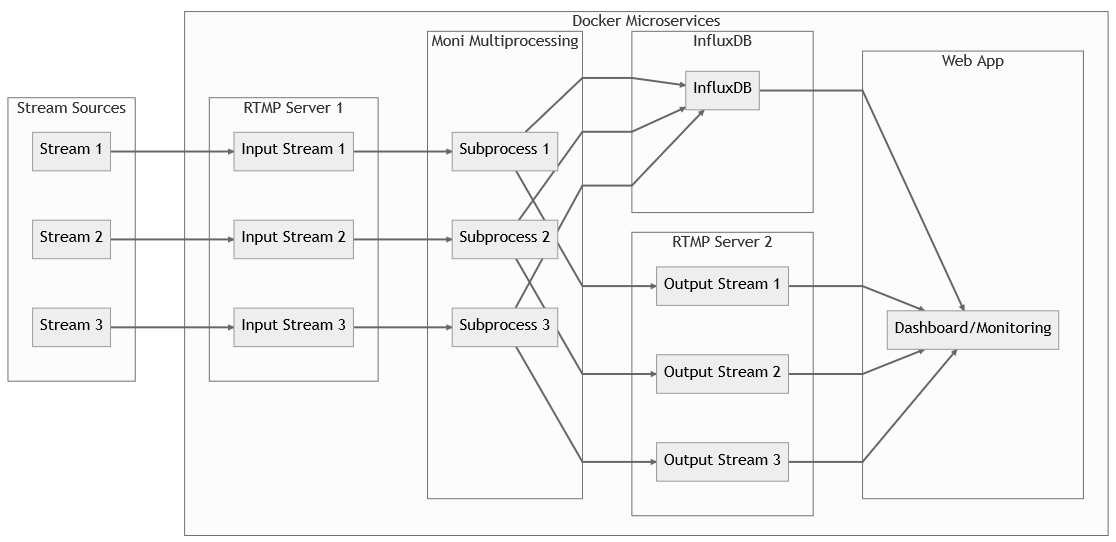 Docker Microservices
Stream Sources
Stream 1
Stream 2
Stream 3
RTMP Server 1
Input Stream 1
Input Stream 2
Input Stream 3
Moni Multiprocessing
Subprocess 1
Subprocess 2
Subprocess 3
InfluxDB
InfluxDB
RTMP Server 2
Output Stream 1
Output Stream 2
Output Stream 3
Web App
Dashboard/Monitoring